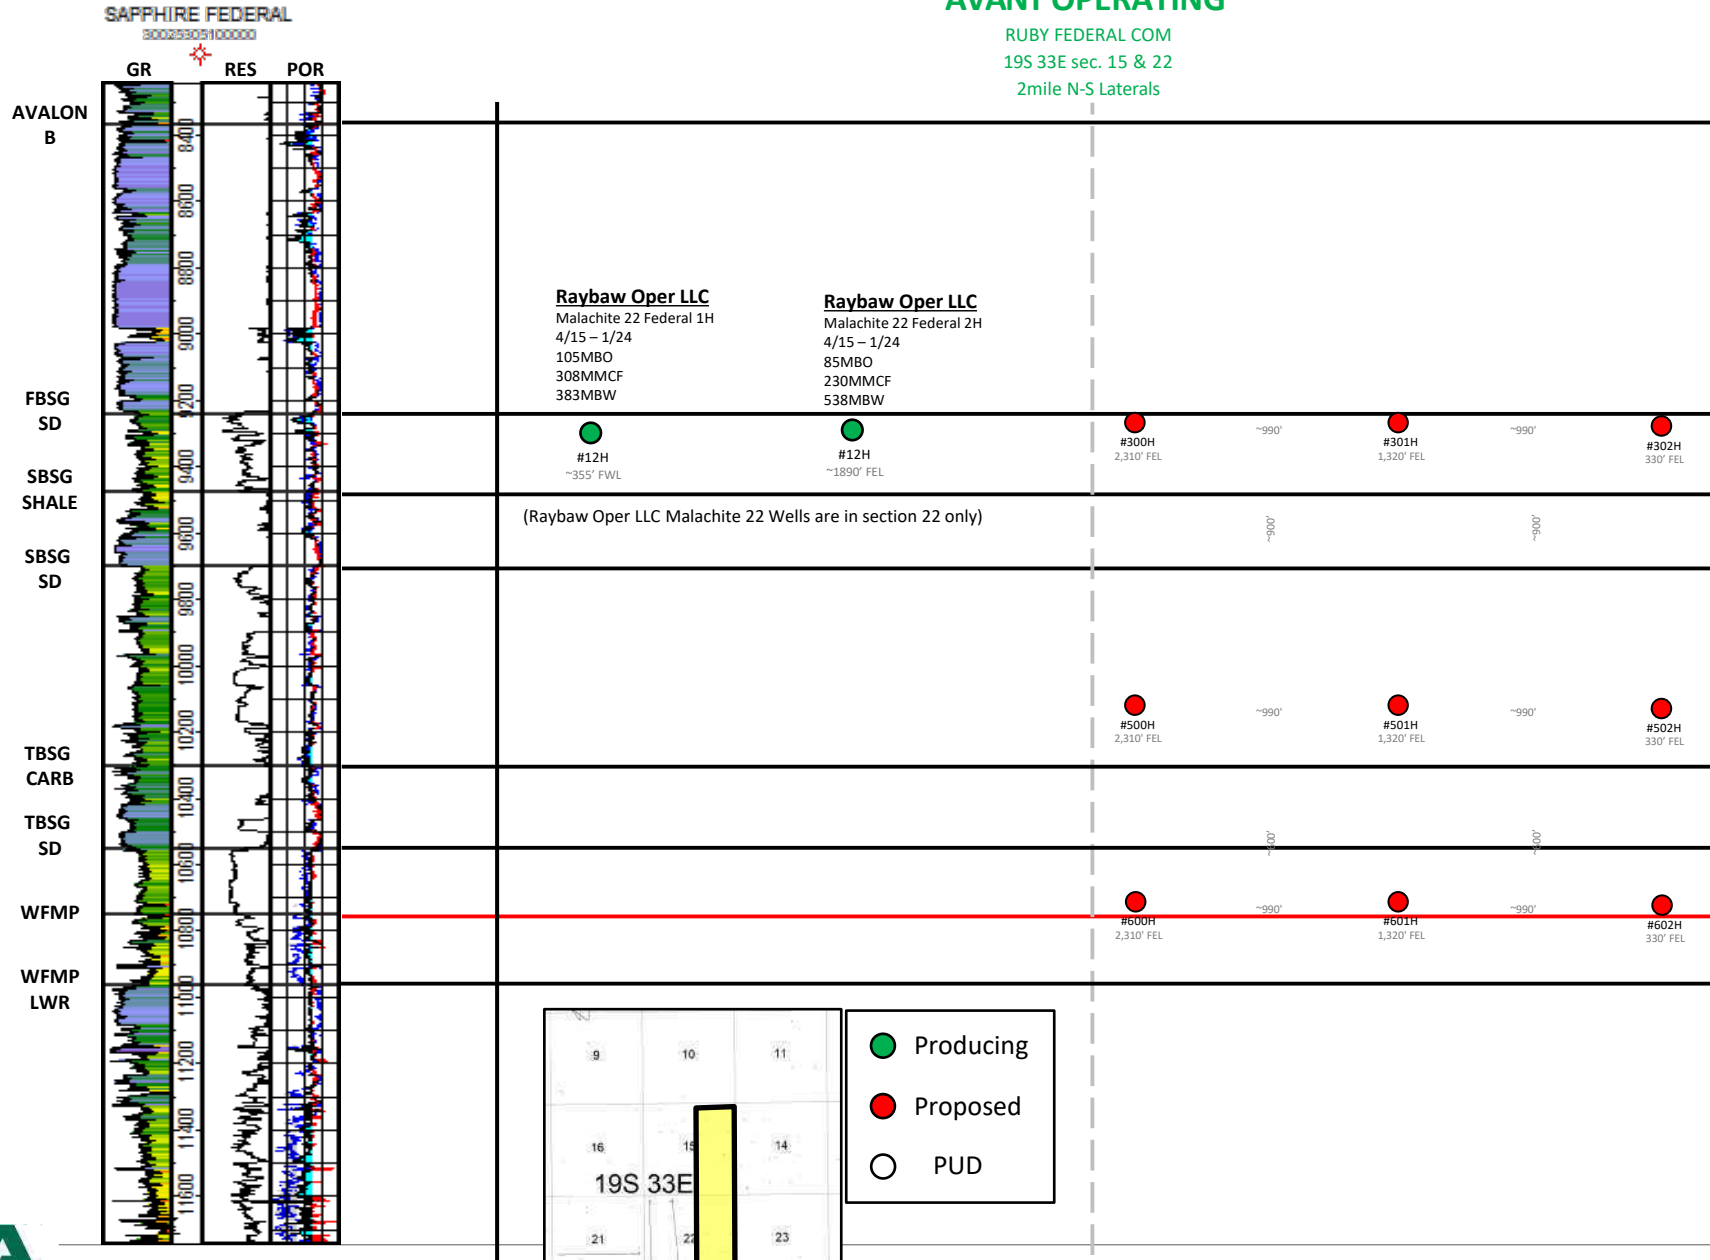 SAPPHIRE FEDERAL
30025305100000
AVANT OPERATING
RUBY FEDERAL COM
19S 33E sec. 15 & 22
2mile N-S Laterals
GR RES POR
AVALON
B
FBSG
SD
SBSG
SHALE
SBSG
SD
TBSG
CARB
TBSG
SD
WFMP
WFMP
LWR
8400
8600
8800
9000
9200
9400
9600
9800
10000
10200
10400
10600
10800
11000
11200
11400
11600
Raybaw Oper LLC
Malachite 22 Federal 1H
4/15 – 1/24
105MBO
308MMCF
383MBW
#12H
~355' FWL
Raybaw Oper LLC
Malachite 22 Federal 2H
4/15 – 1/24
85MBO
230MMCF
538MBW
#12H
~1890' FEL
(Raybaw Oper LLC Malachite 22 Wells are in section 22 only)
#300H
2,310' FEL
~990'
#301H
1,320' FEL
~990'
#302H
330' FEL
~900'
~900'
#500H
2,310' FEL
~990'
#501H
1,320' FEL
~990'
#502H
330' FEL
~600'
~600'
#600H
2,310' FEL
~990'
#601H
1,320' FEL
~990'
#602H
330' FEL
9 10 11
16 15 14
19S 33E
21 22 23
Producing
Proposed
PUD
A